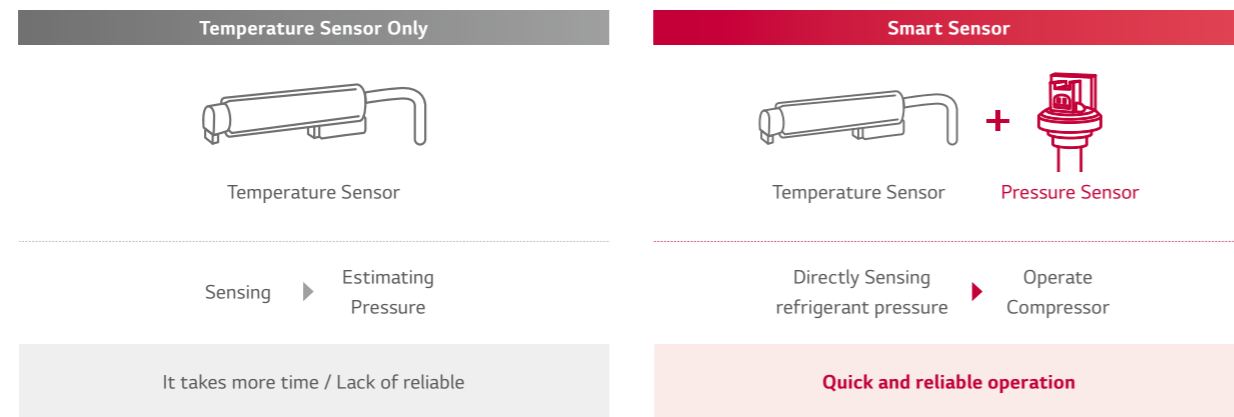 Temperature Sensor Only
Temperature Sensor
Sensing
Estimating
Pressure
It takes more time / Lack of reliable
Smart Sensor
+
Temperature Sensor
Pressure Sensor
Directly Sensing
refrigerant pressure
Operate
Compressor
Quick and reliable operation